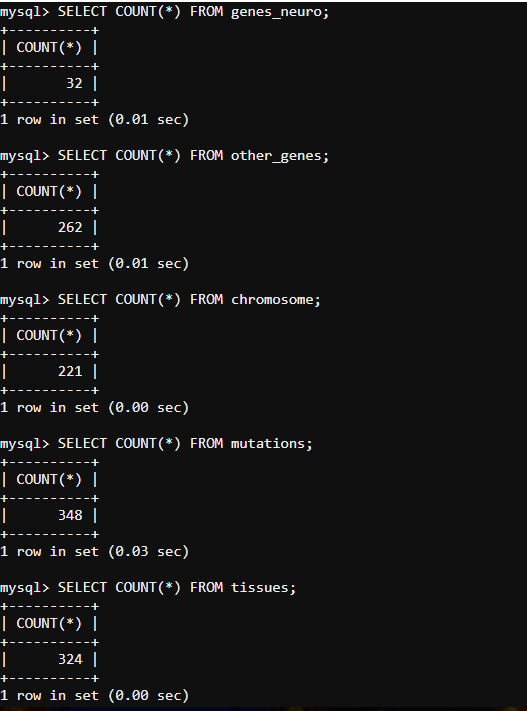 mysql> SELECT COUNT(*) FROM genes_neuro;
+----------+
| COUNT(*) |
+----------+
|       32 |
+----------+
1 row in set (0.01 sec)

mysql> SELECT COUNT(*) FROM other_genes;
+----------+
| COUNT(*) |
+----------+
|      262 |
+----------+
1 row in set (0.01 sec)

mysql> SELECT COUNT(*) FROM chromosome;
+----------+
| COUNT(*) |
+----------+
|      221 |
+----------+
1 row in set (0.00 sec)

mysql> SELECT COUNT(*) FROM mutations;
+----------+
| COUNT(*) |
+----------+
|      348 |
+----------+
1 row in set (0.03 sec)

mysql> SELECT COUNT(*) FROM tissues;
+----------+
| COUNT(*) |
+----------+
|      324 |
+----------+
1 row in set (0.00 sec)